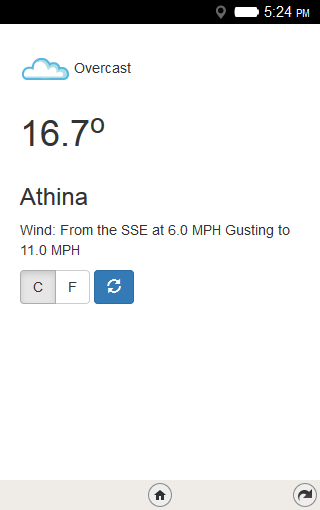 5:24 PM
Overcast
16.7º
Athina
Wind: From the SSE at 6.0 MPH Gusting to
11.0 MPH
C F